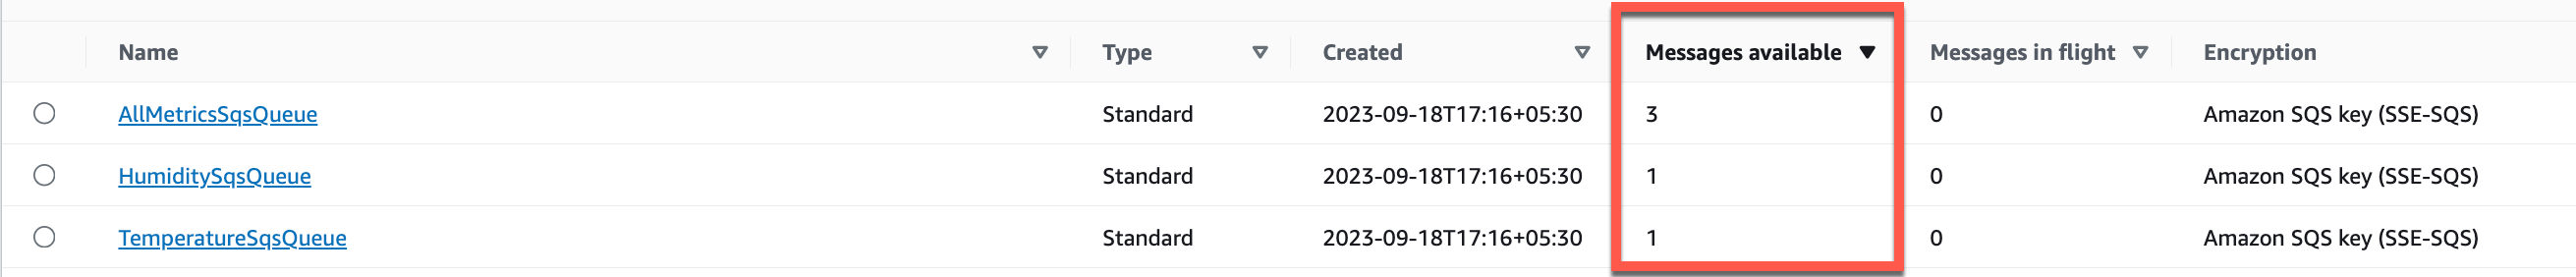 Name Type Created Messages available Messages in flight Encryption
AllMetricsSqsQueue Standard 2023-09-18T17:16+05:30 3 0 Amazon SQS key (SSE-SQS)
HumiditySqsQueue Standard 2023-09-18T17:16+05:30 1 0 Amazon SQS key (SSE-SQS)
TemperatureSqsQueue Standard 2023-09-18T17:16+05:30 1 0 Amazon SQS key (SSE-SQS)